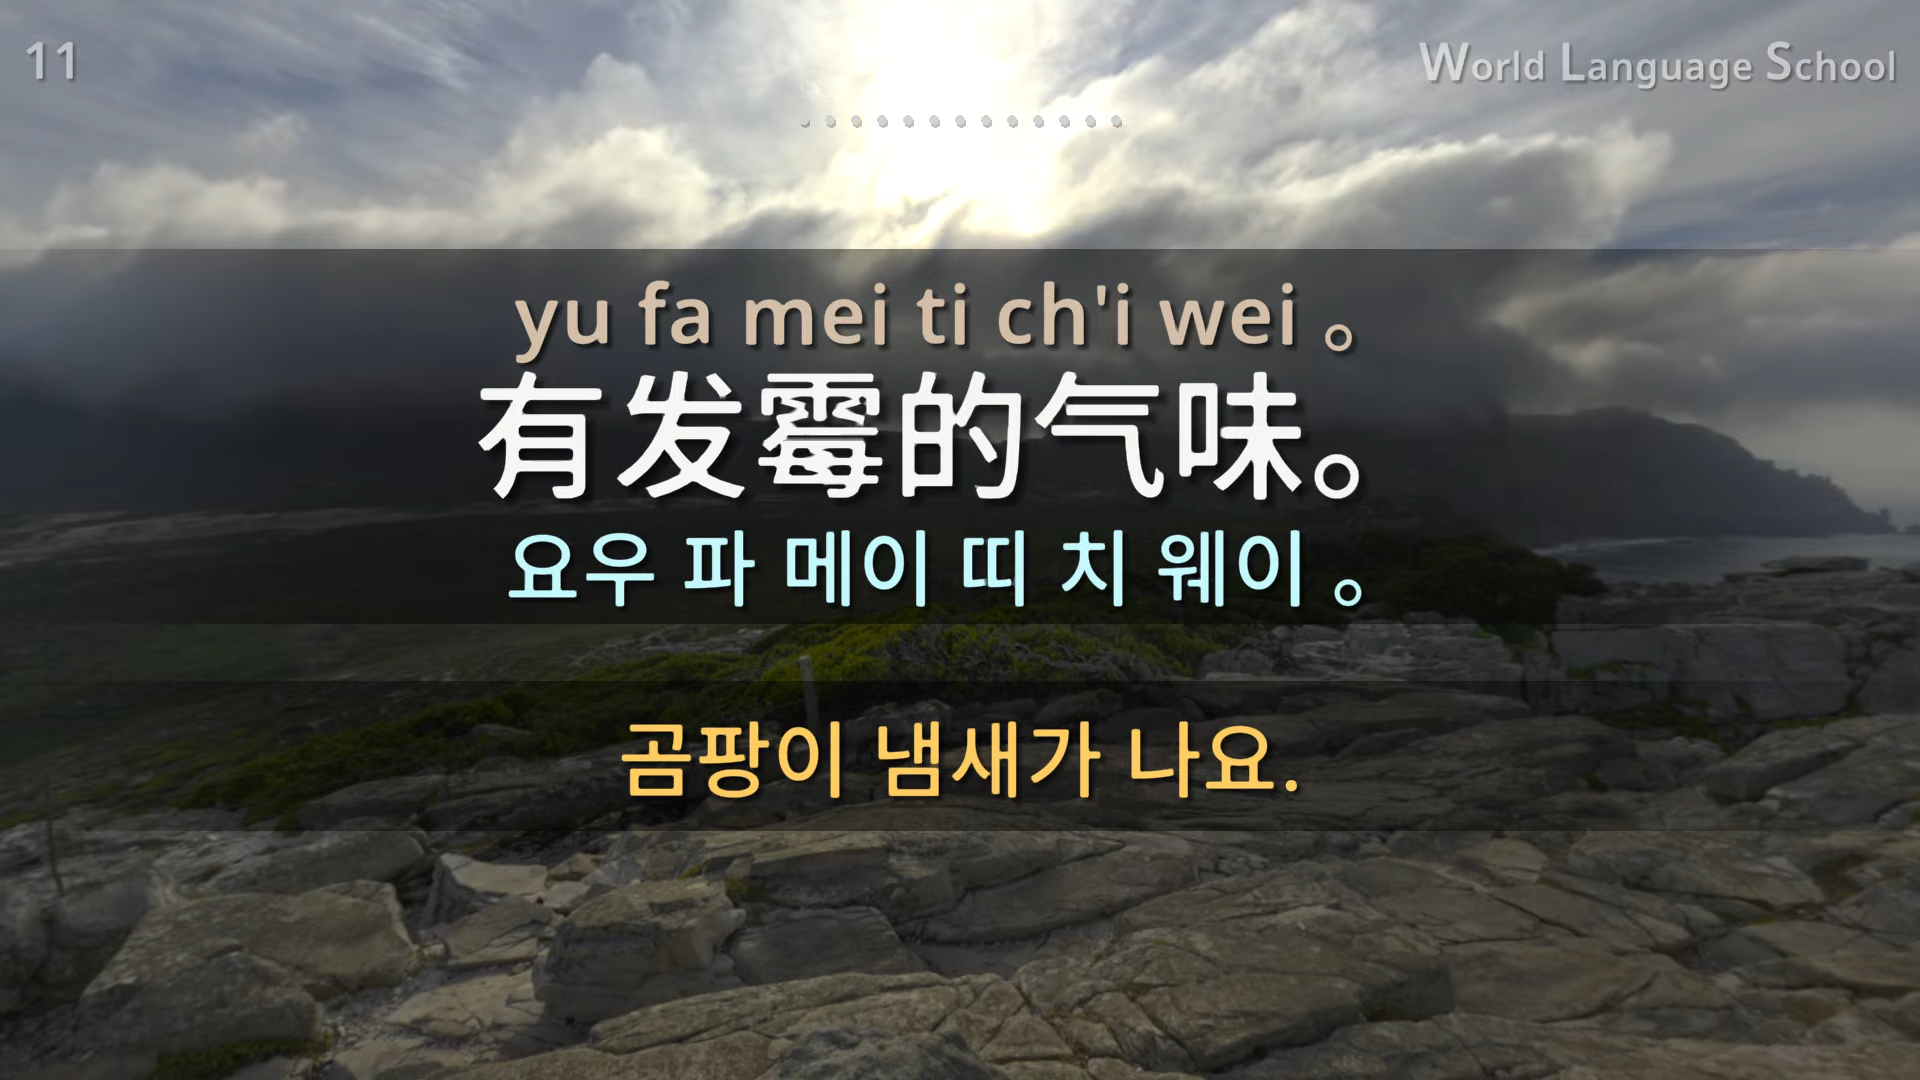 11
World Language School
yu fa mei ti ch'i wei 。
有发霉的气味。
요우 파 메이 띠 치 웨이 。
곰팡이 냄새가 나요.